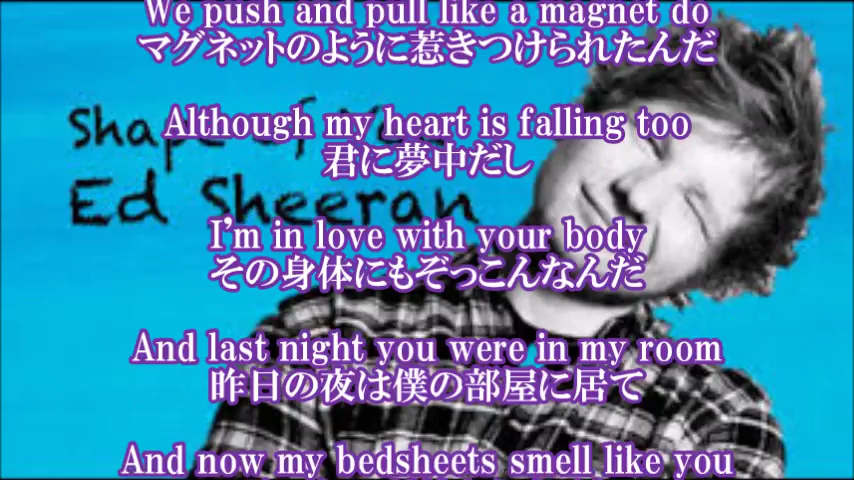 We push and pull like a magnet do
マグネットのように惹きつけられたんだ
Although my heart is falling too
君に夢中だし
Shape of
Ed Sheeran
I'm in love with your body
その身体にもぞっこんなんだ
And last night you were in my room
昨日の夜は僕の部屋に居て
And now my bedsheets smell like you